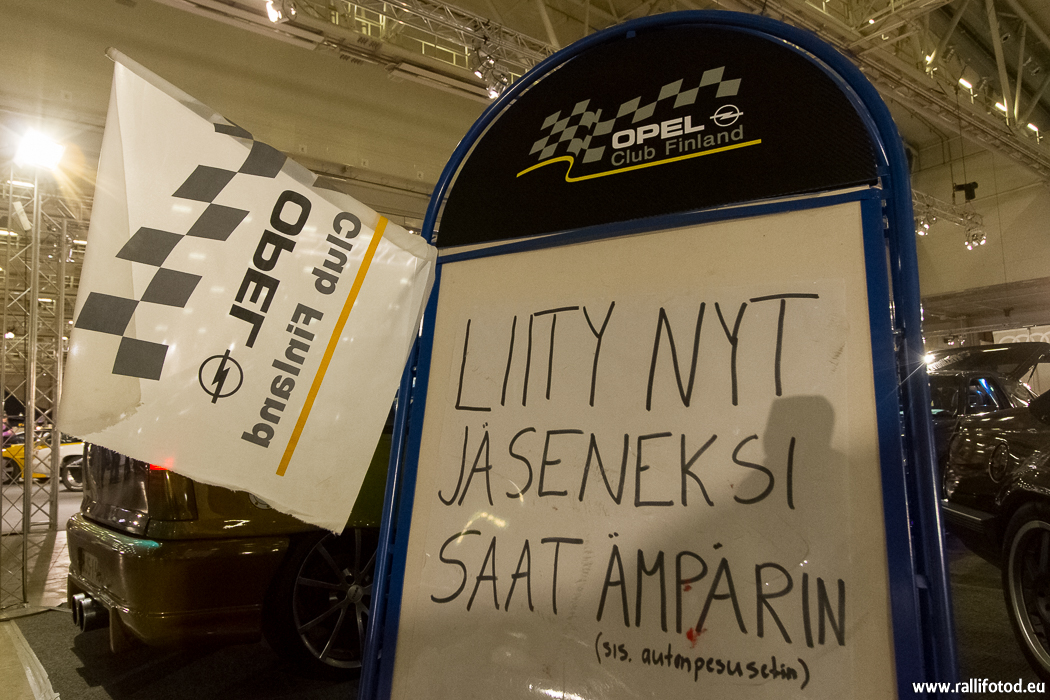 OPEL
Club Finland
OPEL
Club Finland
LIITY NYT
JÄSENEKSI
SAAT ÄMPÄRIN
(sis. autonpesusetin)
www.rallifotod.eu